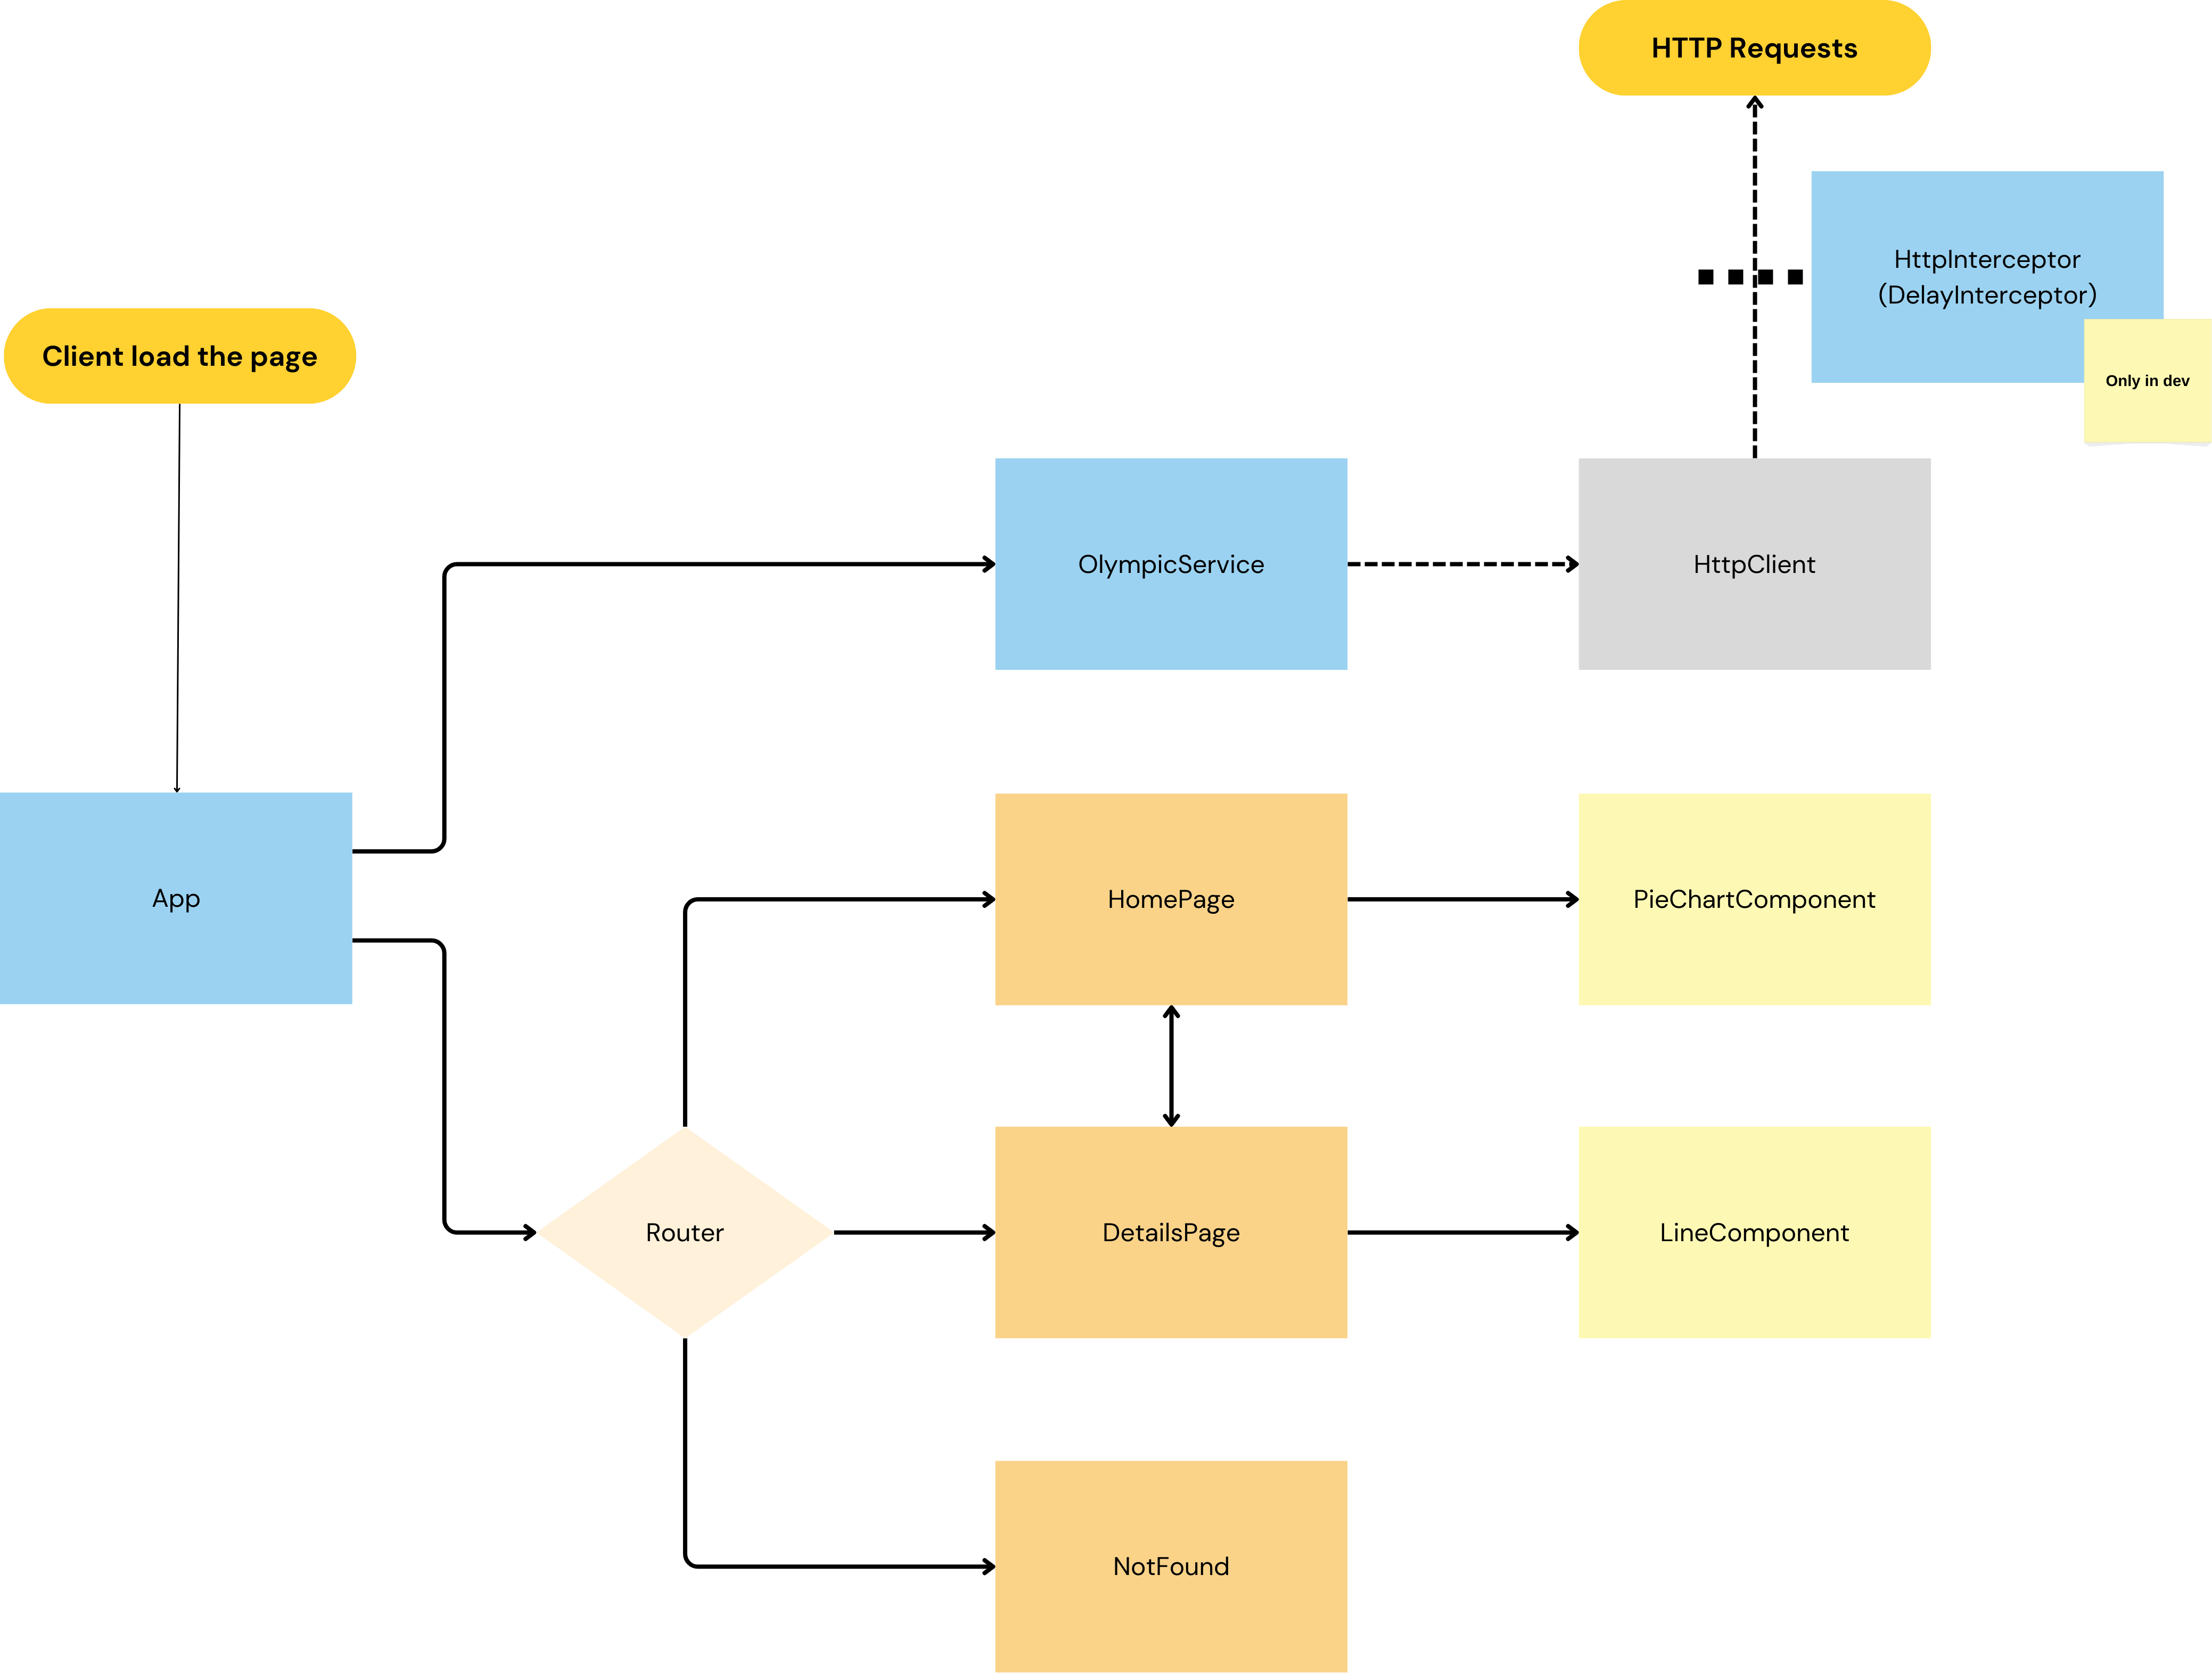 HTTP Requests
HttpInterceptor
(DelayInterceptor)
Only in dev
Client load the page
OlympicService
HttpClient
App
HomePage
PieChartComponent
Router
DetailsPage
LineComponent
NotFound